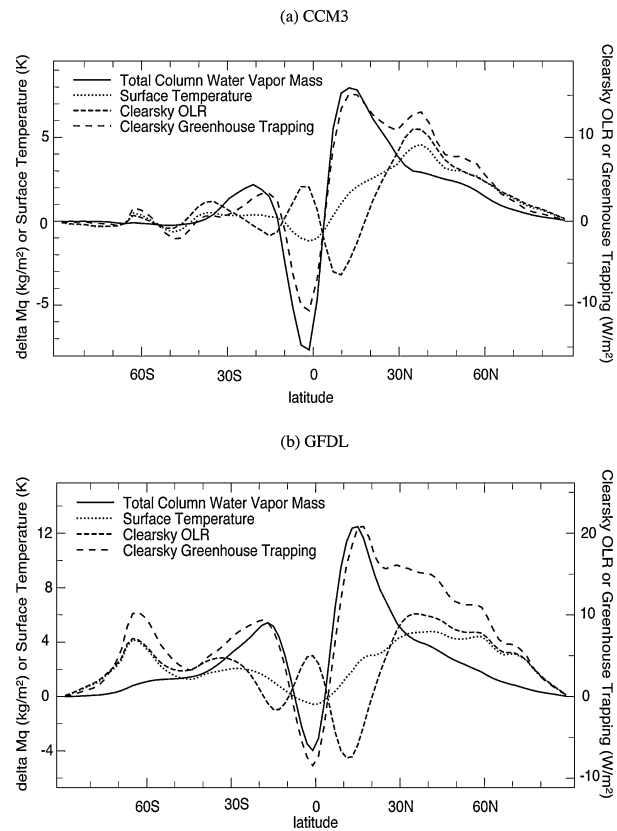 (a) CCM3
delta Mq (kg/m²) or Surface Temperature (K)
Clearsky OLR or Greenhouse Trapping (W/m²)
Total Column Water Vapor Mass
Surface Temperature
Clearsky OLR
Clearsky Greenhouse Trapping
5
0
-5
10
0
-10
60S 30S 0 30N 60N
latitude
(b) GFDL
delta Mq (kg/m²) or Surface Temperature (K)
Clearsky OLR or Greenhouse Trapping (W/m²)
Total Column Water Vapor Mass
Surface Temperature
Clearsky OLR
Clearsky Greenhouse Trapping
12
8
4
0
-4
20
10
0
-10
60S 30S 0 30N 60N
latitude